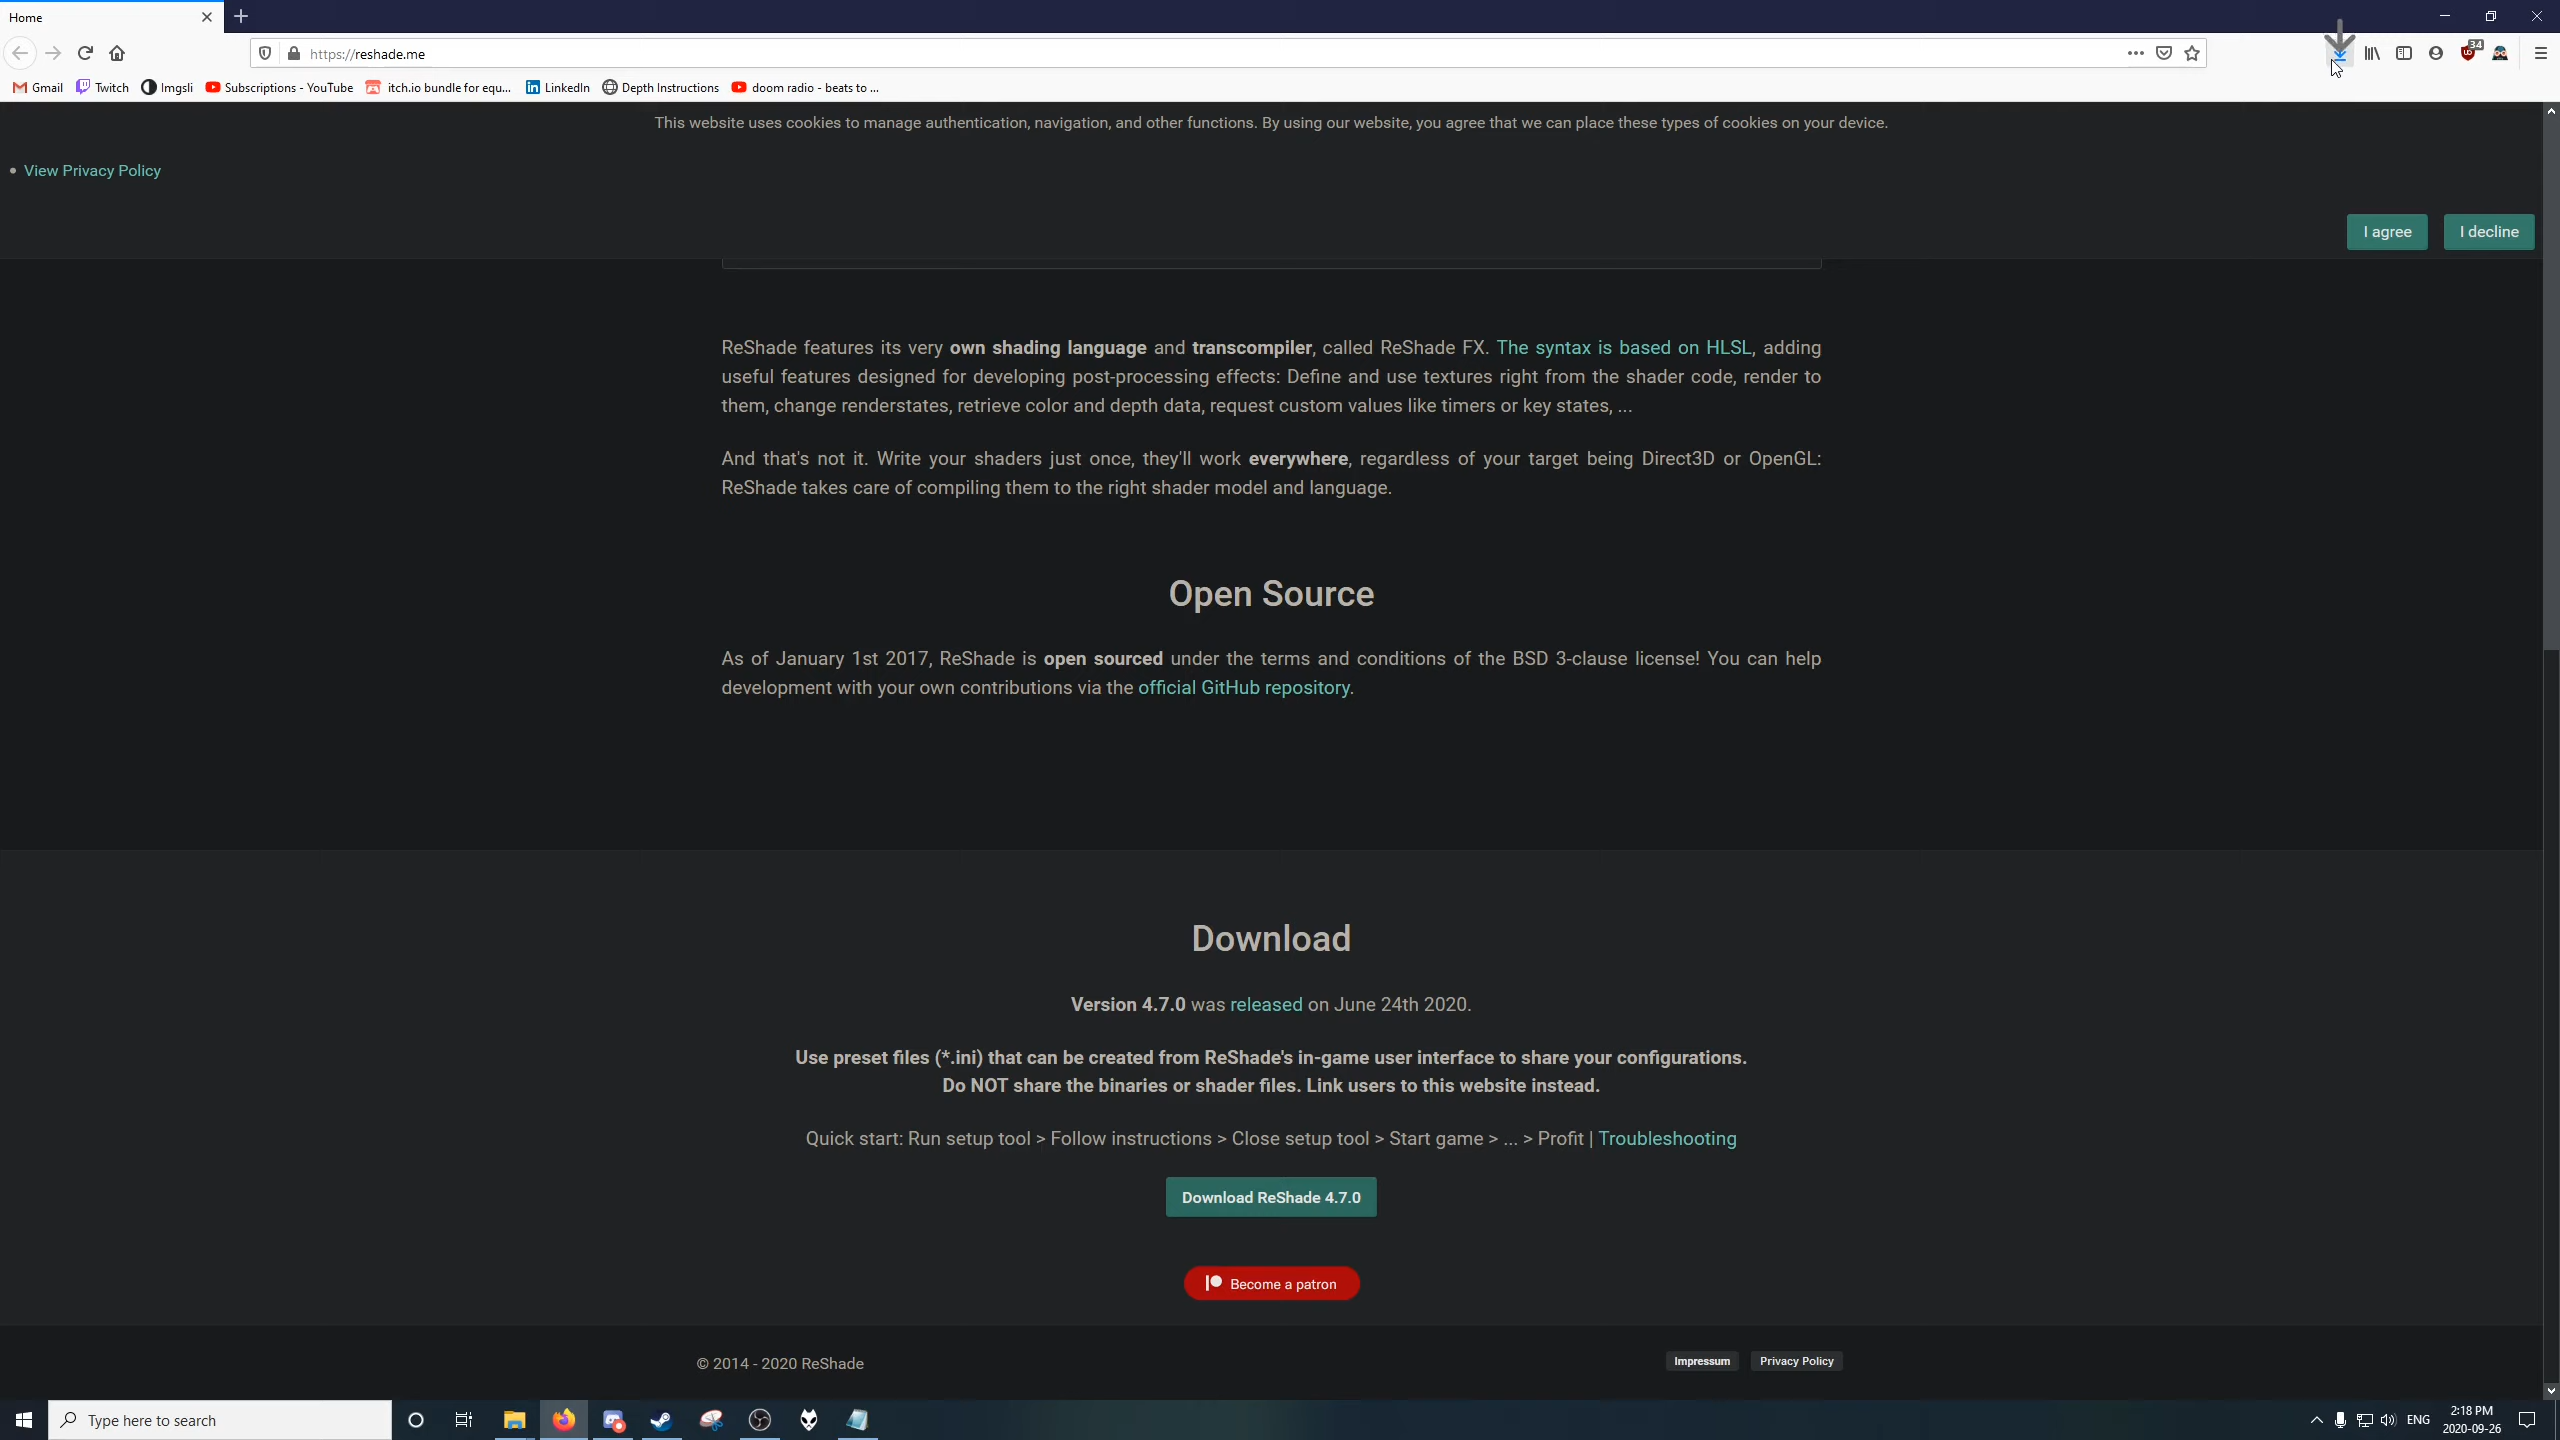 Home
https://reshade.me
34
Gmail Twitch Imgsli Subscriptions - YouTube itch.io bundle for equ... LinkedIn Depth Instructions doom radio - beats to ...
This website uses cookies to manage authentication, navigation, and other functions. By using our website, you agree that we can place these types of cookies on your device.
View Privacy Policy
I agree I decline
ReShade features its very own shading language and transcompiler, called ReShade FX. The syntax is based on HLSL, adding
useful features designed for developing post-processing effects: Define and use textures right from the shader code, render to
them, change renderstates, retrieve color and depth data, request custom values like timers or key states, ...
And that's not it. Write your shaders just once, they'll work everywhere, regardless of your target being Direct3D or OpenGL:
ReShade takes care of compiling them to the right shader model and language.
Open Source
As of January 1st 2017, ReShade is open sourced under the terms and conditions of the BSD 3-clause license! You can help
development with your own contributions via the official GitHub repository.
Download
Version 4.7.0 was released on June 24th 2020.
Use preset files (*.ini) that can be created from ReShade's in-game user interface to share your configurations.
Do NOT share the binaries or shader files. Link users to this website instead.
Quick start: Run setup tool > Follow instructions > Close setup tool > Start game > ... > Profit | Troubleshooting
Download ReShade 4.7.0
Become a patron
© 2014 - 2020 ReShade
Impressum Privacy Policy
Type here to search
ENG
2:18 PM
2020-09-26